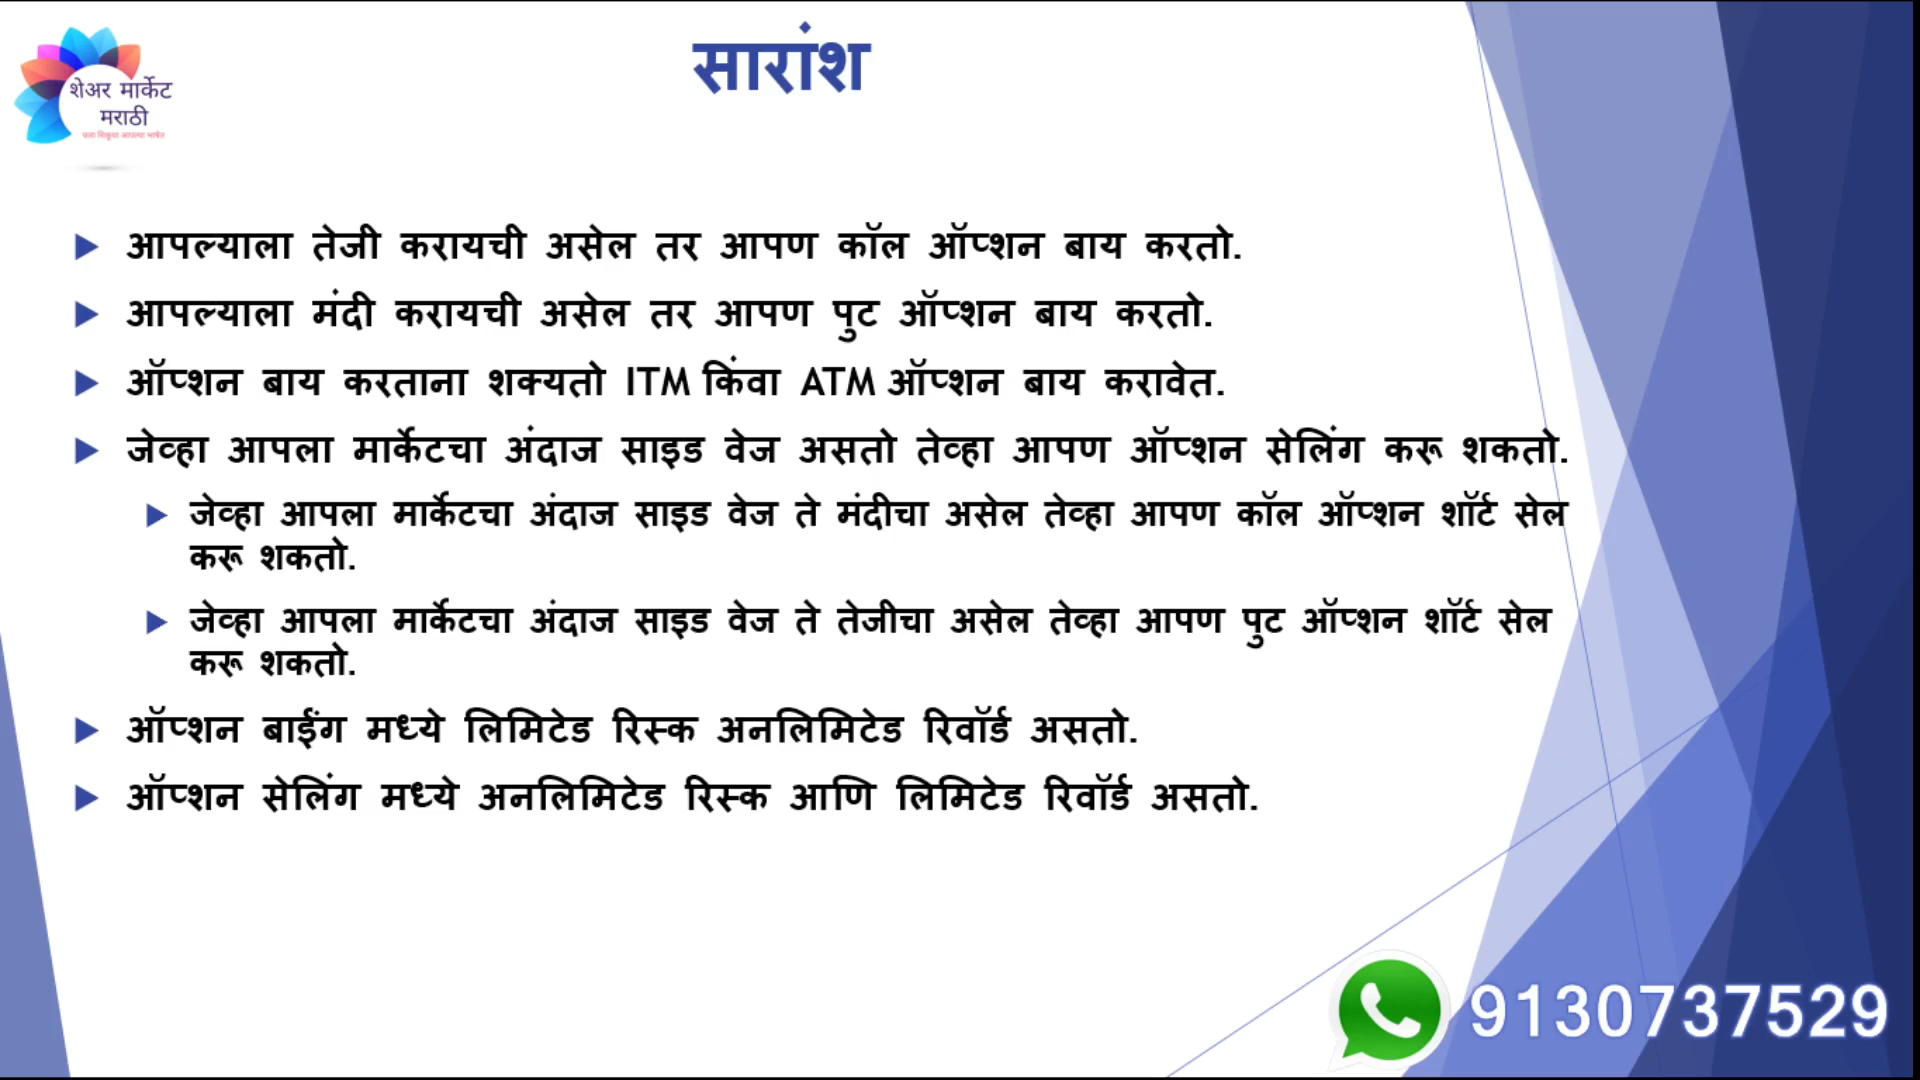 शेअर मार्केट
मराठी
चला शिकूया आपल्या भाषेत
सारांश
आपल्याला तेजी करायची असेल तर आपण कॉल ऑप्शन बाय करतो.
आपल्याला मंदी करायची असेल तर आपण पुट ऑप्शन बाय करतो.
ऑप्शन बाय करताना शक्यतो ITM किंवा ATM ऑप्शन बाय करावेत.
जेव्हा आपला मार्केटचा अंदाज साइड वेज असतो तेव्हा आपण ऑप्शन सेलिंग करू शकतो.
जेव्हा आपला मार्केटचा अंदाज साइड वेज ते मंदीचा असेल तेव्हा आपण कॉल ऑप्शन शॉर्ट सेल
करू शकतो.
जेव्हा आपला मार्केटचा अंदाज साइड वेज ते तेजीचा असेल तेव्हा आपण पुट ऑप्शन शॉर्ट सेल
करू शकतो.
ऑप्शन बाईंग मध्ये लिमिटेड रिस्क अनलिमिटेड रिवॉर्ड असतो.
ऑप्शन सेलिंग मध्ये अनलिमिटेड रिस्क आणि लिमिटेड रिवॉर्ड असतो.
9130737529